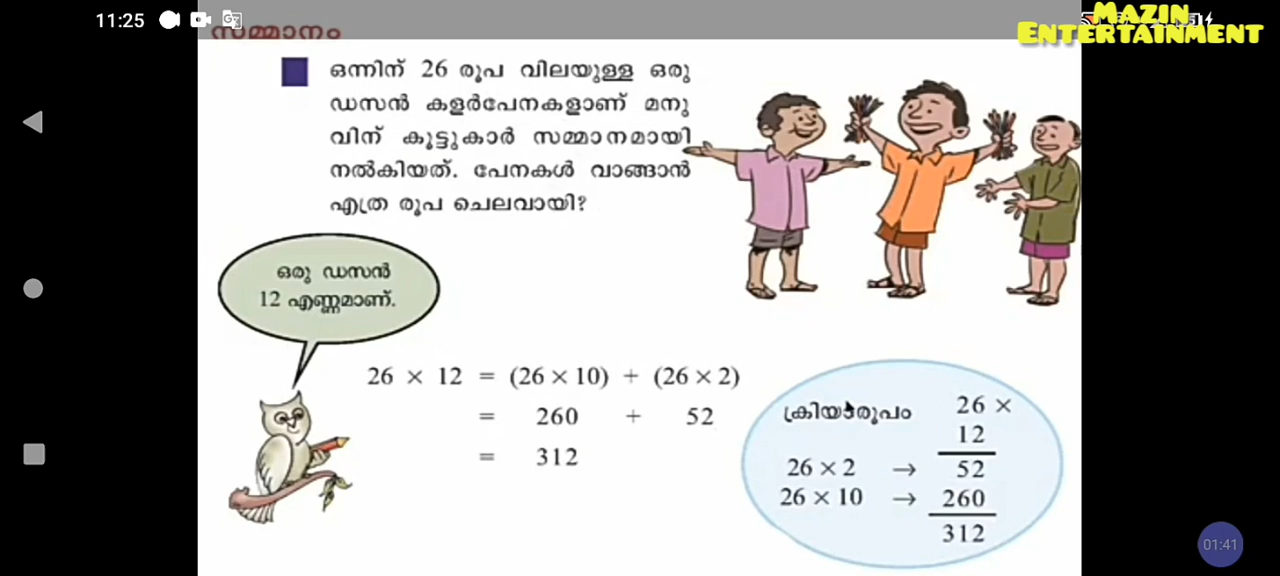 11:25
MAZIN
ENTERTAINMENT
സമ്മാനം
ഒന്നിന് 26 രൂപ വിലയുള്ള ഒരു
ഡസൻ കളർപേനകളാണ് മനു
വിന് കൂട്ടുകാർ സമ്മാനമായി
നൽകിയത്. പേനകൾ വാങ്ങാൻ
എത്ര രൂപ ചെലവായി?
ഒരു ഡസൻ
12 എണ്ണമാണ്.
26 × 12 = (26 × 10) + (26 × 2)
= 260 + 52
= 312
ക്രിയാരൂപം 26 ×
12
26 × 2 → 52
26 × 10 → 260
312
01:41